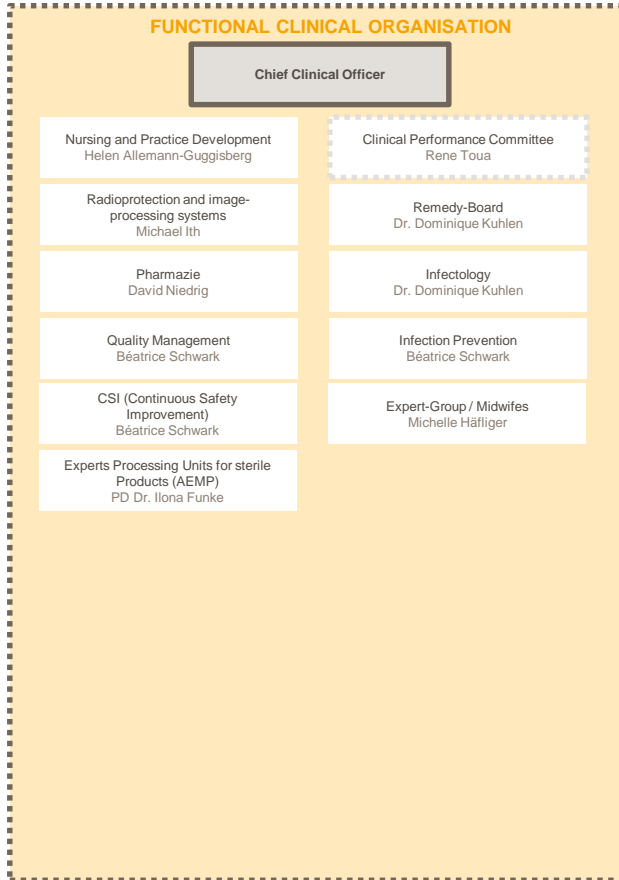 FUNCTIONAL CLINICAL ORGANISATION
Chief Clinical Officer
Nursing and Practice Development
Helen Allemann-Guggisberg
Clinical Performance Committee
Rene Toua
Radioprotection and image-
processing systems
Michael Ith
Remedy-Board
Dr. Dominique Kuhlen
Pharmazie
David Niedrig
Infectology
Dr. Dominique Kuhlen
Quality Management
Béatrice Schwark
Infection Prevention
Béatrice Schwark
CSI (Continuous Safety
Improvement)
Béatrice Schwark
Expert-Group / Midwifes
Michelle Häfliger
Experts Processing Units for sterile
Products (AEMP)
PD Dr. Ilona Funke